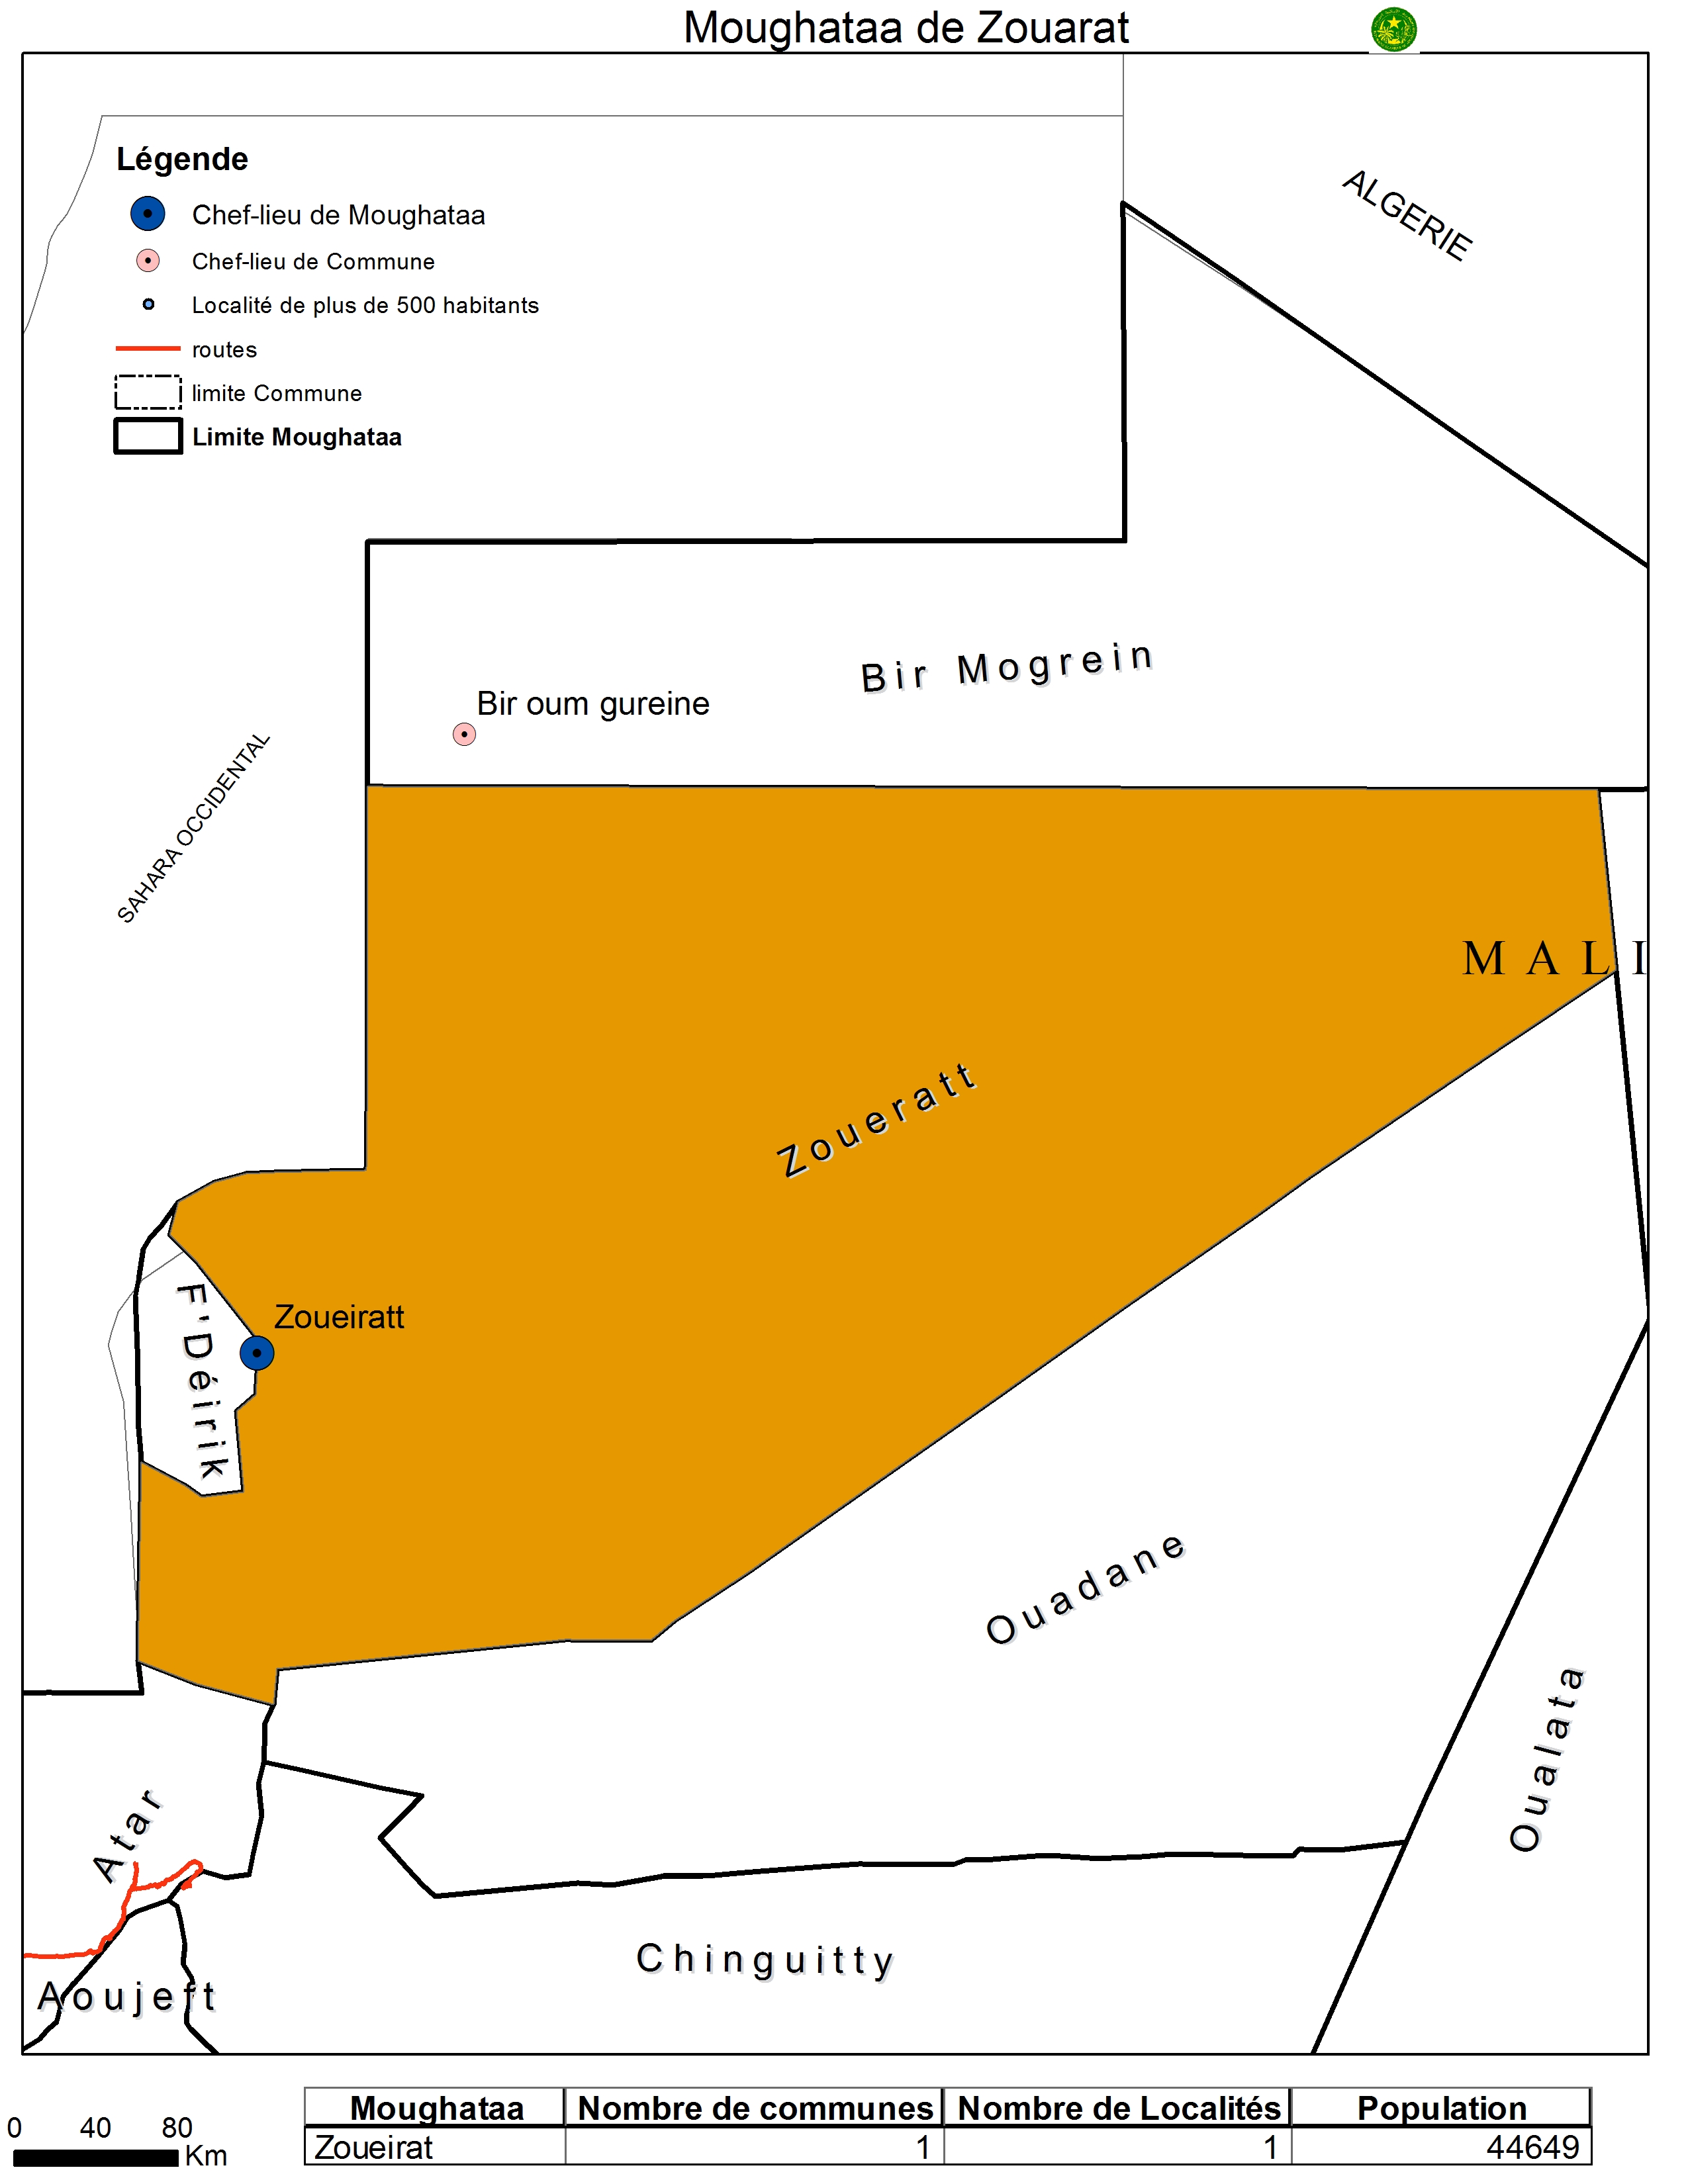 Moughataa de Zouarat
Légende
Chef-lieu de Moughataa
Chef-lieu de Commune
Localité de plus de 500 habitants
routes
limite Commune
Limite Moughataa
ALGERIE
Bir Mogrein
Bir oum gureine
SAHARA OCCIDENTAL
MALI
Zoueratt
F'Déirik
Zoueiratt
Ouadane
Oualata
Atar
Chinguitty
Aoujeft
0 40 80
Km
Moughataa Nombre de communes Nombre de Localités Population
Zoueirat 1 1 44649